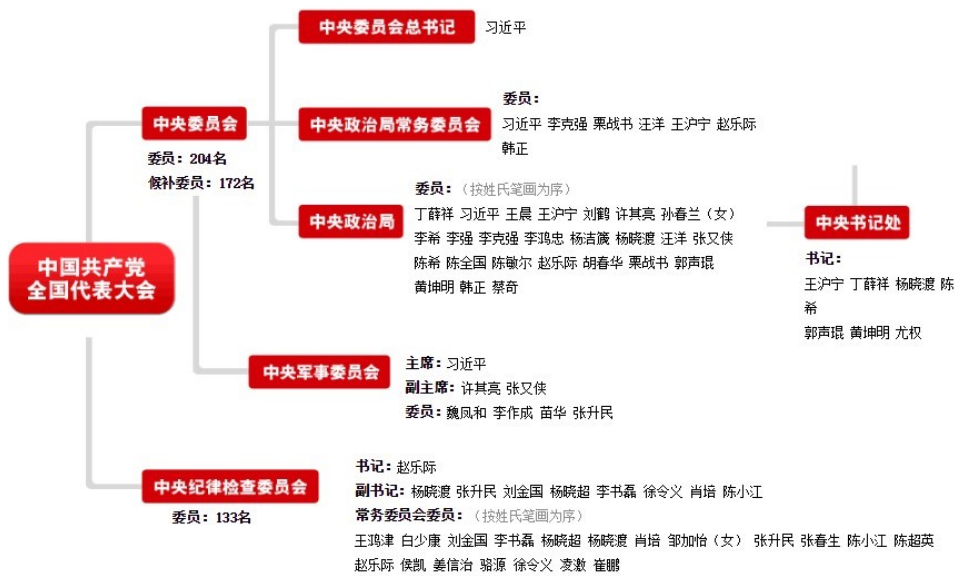 中央委员会总书记 习近平
委员：
中央委员会
中央政治局常务委员会
习近平 李克强 栗战书 汪洋 王沪宁 赵乐际
韩正
委员：204名
候补委员：172名
委员：（按姓氏笔画为序）
中央政治局
丁薛祥 习近平 王晨 王沪宁 刘鹤 许其亮 孙春兰（女）
李希 李强 李克强 李鸿忠 杨洁篪 杨晓渡 汪洋 张又侠
陈希 陈全国 陈敏尔 赵乐际 胡春华 栗战书 郭声琨
黄坤明 韩正 蔡奇
中央书记处
书记：
王沪宁 丁薛祥 杨晓渡 陈
希
郭声琨 黄坤明 尤权
中国共产党
全国代表大会
中央军事委员会
主席：习近平
副主席：许其亮 张又侠
委员：魏凤和 李作成 苗华 张升民
中央纪律检查委员会
委员：133名
书记：赵乐际
副书记：杨晓渡 张升民 刘金国 杨晓超 李书磊 徐令义 肖培 陈小江
常务委员会委员：（按姓氏笔画为序）
王鸿津 白少康 刘金国 李书磊 杨晓超 杨晓渡 肖培 邹加怡（女） 张升民 张春生 陈小江 陈超英
赵乐际 侯凯 姜信治 骆源 徐令义 凌激 崔鹏